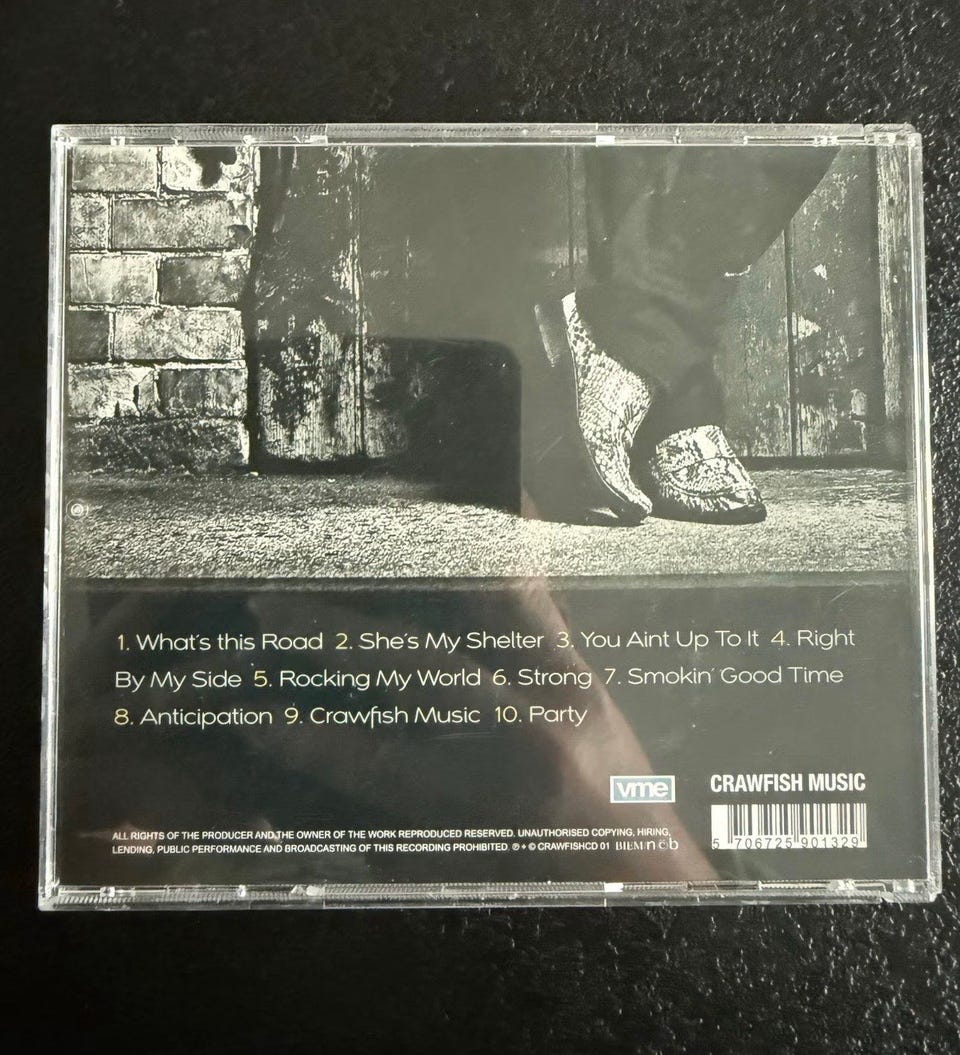 1. What's this Road 2. She's My Shelter 3. You Aint Up To It 4. Right
By My Side 5. Rocking My World 6. Strong 7. Smokin' Good Time
8. Anticipation 9. Crawfish Music 10. Party
vme
CRAWFISH MUSIC
5 706725 901329
ALL RIGHTS OF THE PRODUCER AND THE OWNER OF THE WORK REPRODUCED RESERVED. UNAUTHORISED COPYING, HIRING,
LENDING, PUBLIC PERFORMANCE AND BROADCASTING OF THIS RECORDING PROHIBITED. ℗ + © CRAWFISHCD 01 BIEM/n©b